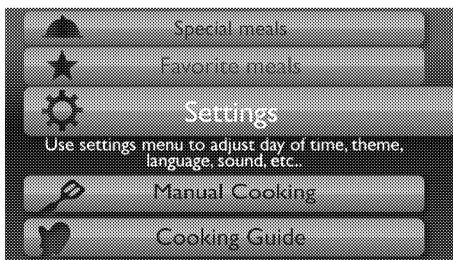 Special meals
Favorite meals
Settings
Use settings menu to adjust day of time, theme,
language, sound, etc..
Manual Cooking
Cooking Guide